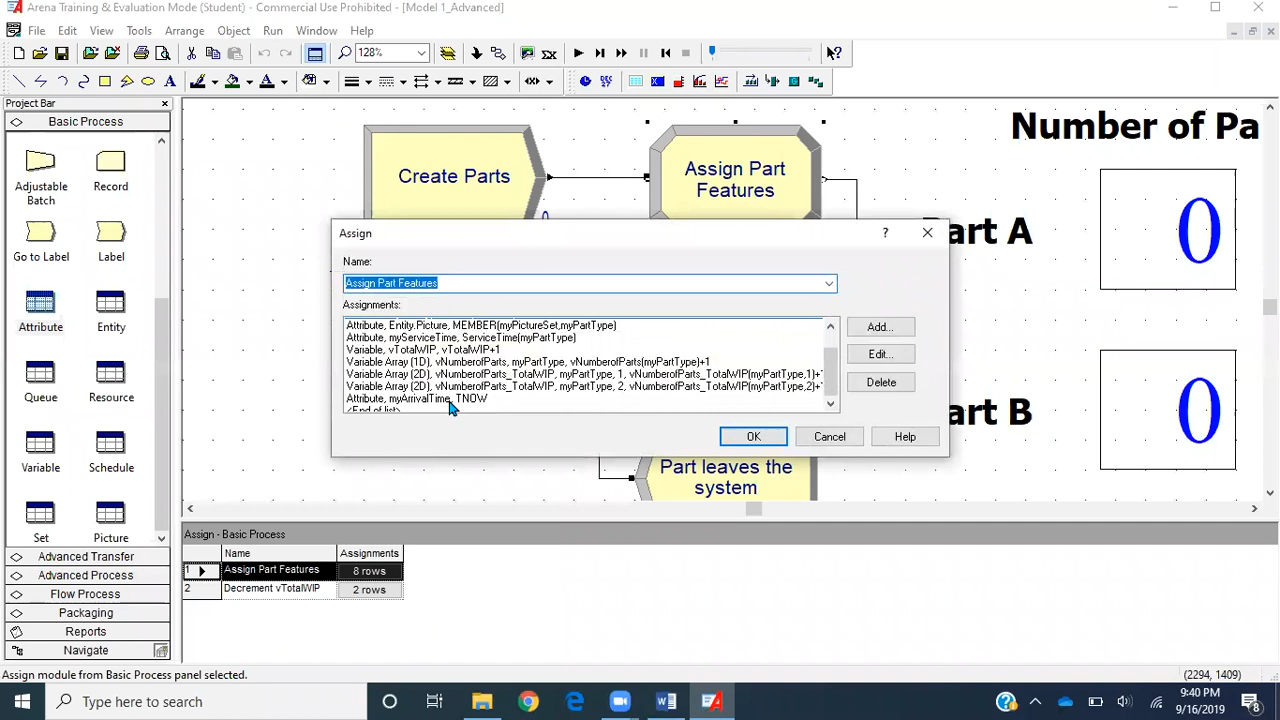 Arena Training & Evaluation Mode (Student) - Commercial Use Prohibited - [Model 1_Advanced]
File Edit View Tools Arrange Object Run Window Help
128%
Project Bar
Basic Process
Adjustable Batch
Record
Go to Label
Label
Attribute
Entity
Queue
Resource
Variable
Schedule
Set
Picture
Advanced Transfer
Advanced Process
Flow Process
Packaging
Reports
Navigate
Create Parts
Assign Part
Features
Number of Pa
Part A
0
Part B
0
Part leaves the
system
Assign
Name:
Assign Part Features
Assignments:
Attribute, Entity.Picture, MEMBER(myPictureSet,myPartType)
Attribute, myServiceTime, ServiceTime(myPartType)
Variable, vTotalWIP, vTotalWIP+1
Variable Array (1D), vNumberofParts, myPartType, vNumberofParts(myPartType)+1
Variable Array (2D), vNumberofParts_TotalWIP, myPartType, 1, vNumberofParts_TotalWIP(myPartType,1)+
Variable Array (2D), vNumberofParts_TotalWIP, myPartType, 2, vNumberofParts_TotalWIP(myPartType,2)+
Attribute, myArrivalTime, TNOW
<End of list>
Add...
Edit...
Delete
OK
Cancel
Help
Assign - Basic Process
Name Assignments
1 Assign Part Features 8 rows
2 Decrement vTotalWIP 2 rows
Assign module from Basic Process panel selected.
(2294, 1409)
Type here to search
9:40 PM
9/16/2019
8